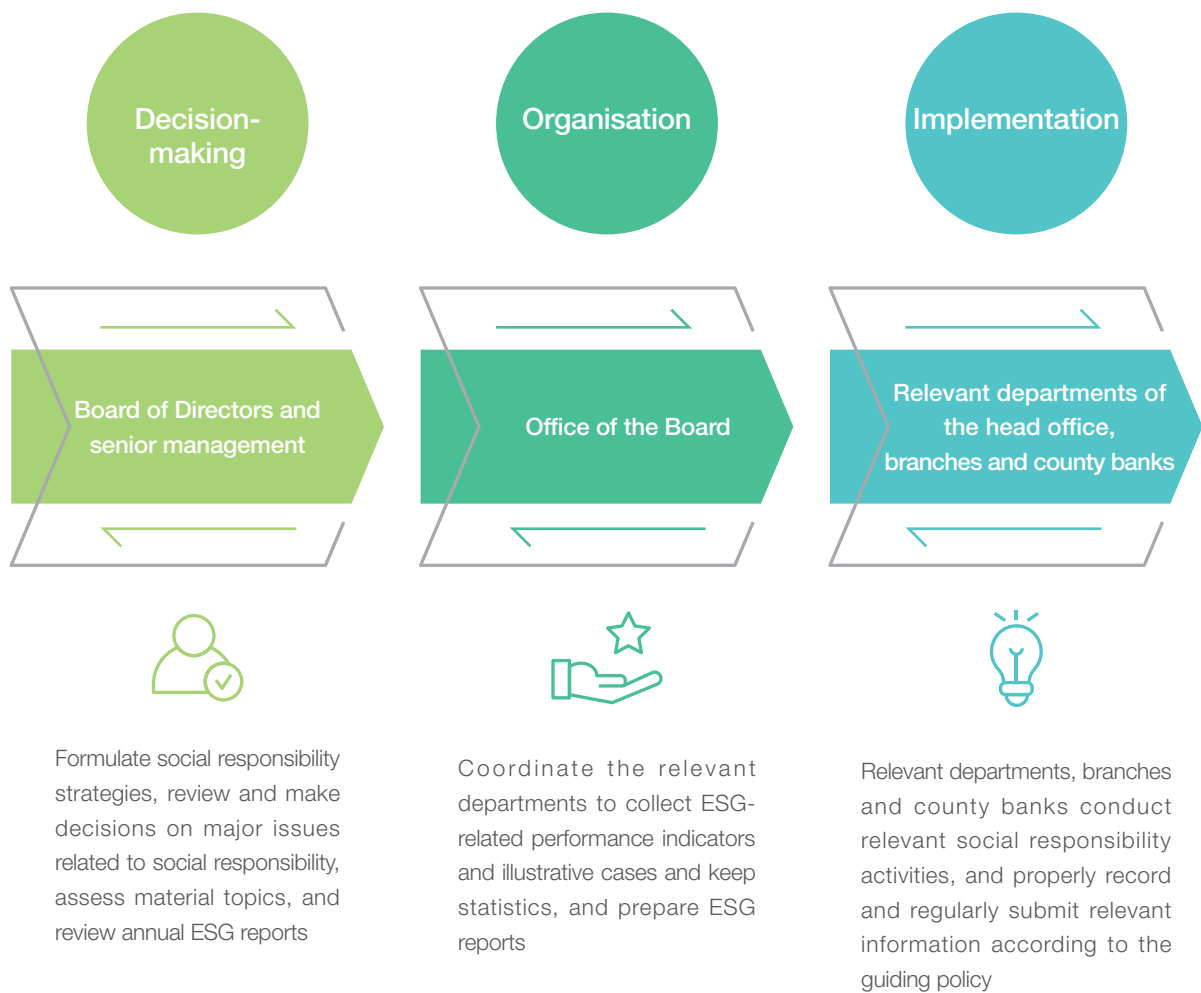 Decision-
making
Organisation
Implementation
Board of Directors and
senior management
Office of the Board
Relevant departments of
the head office,
branches and county banks
Formulate social responsibility
strategies, review and make
decisions on major issues
related to social responsibility,
assess material topics, and
review annual ESG reports
Coordinate the relevant
departments to collect ESG-
related performance indicators
and illustrative cases and keep
statistics, and prepare ESG
reports
Relevant departments, branches
and county banks conduct
relevant social responsibility
activities, and properly record
and regularly submit relevant
information according to the
guiding policy